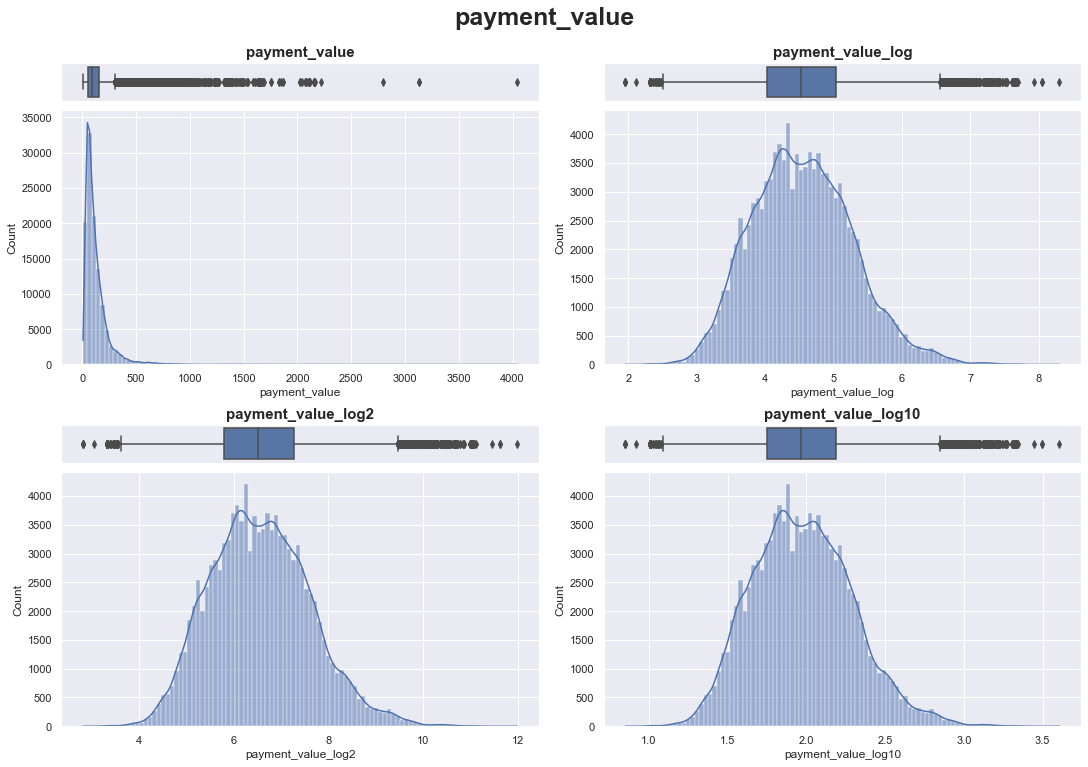 payment_value
payment_value
payment_value_log
35000
30000
25000
20000
15000
10000
5000
0
Count
0 500 1000 1500 2000 2500 3000 3500 4000
payment_value
4000
3500
3000
2500
2000
1500
1000
500
0
Count
2 3 4 5 6 7 8
payment_value_log
payment_value_log2
payment_value_log10
4000
3500
3000
2500
2000
1500
1000
500
0
Count
4 6 8 10 12
payment_value_log2
4000
3500
3000
2500
2000
1500
1000
500
0
Count
1.0 1.5 2.0 2.5 3.0 3.5
payment_value_log10